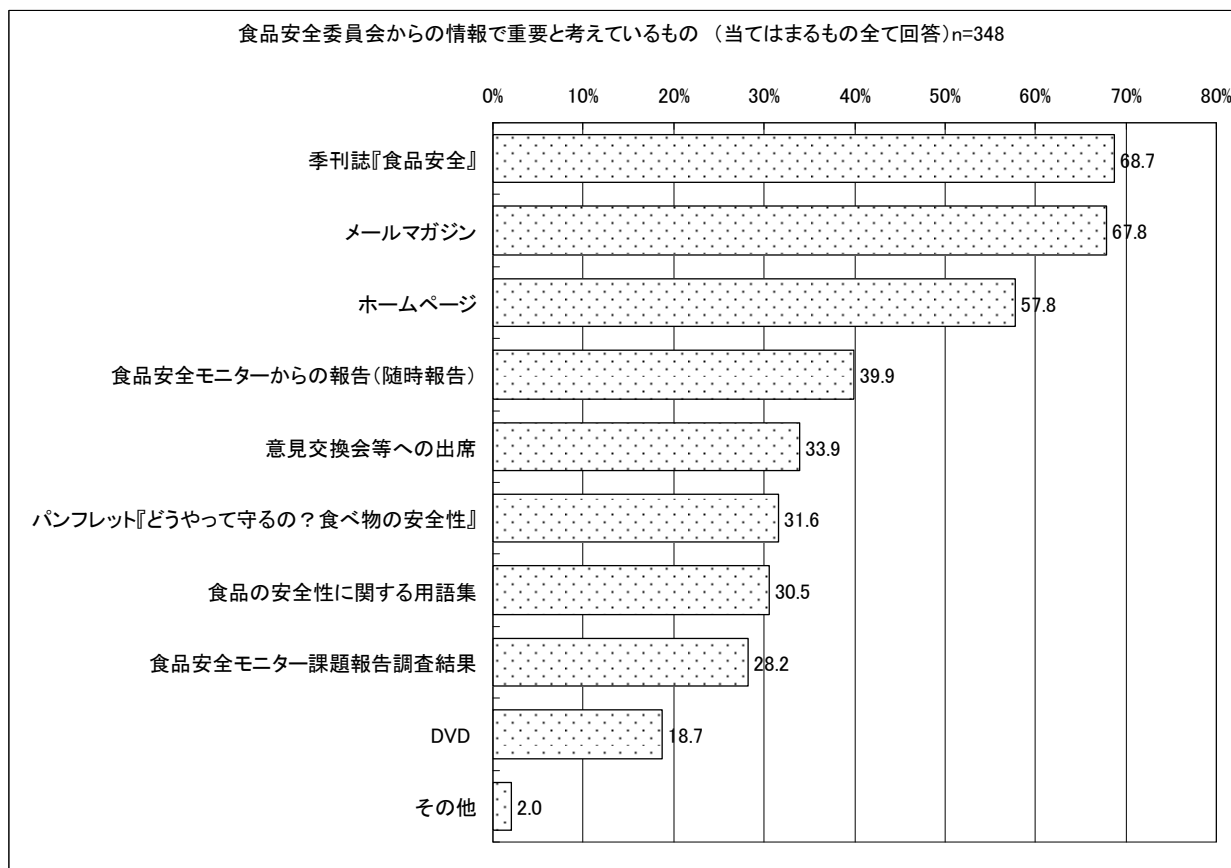 食品安全委員会からの情報で重要と考えているもの （当てはまるもの全て回答）n=348
0% 10% 20% 30% 40% 50% 60% 70% 80%
季刊誌『食品安全』 68.7
メールマガジン 67.8
ホームページ 57.8
食品安全モニターからの報告（随時報告） 39.9
意見交換会等への出席 33.9
パンフレット『どうやって守るの？食べ物の安全性』 31.6
食品の安全性に関する用語集 30.5
食品安全モニター課題報告調査結果 28.2
DVD 18.7
その他 2.0